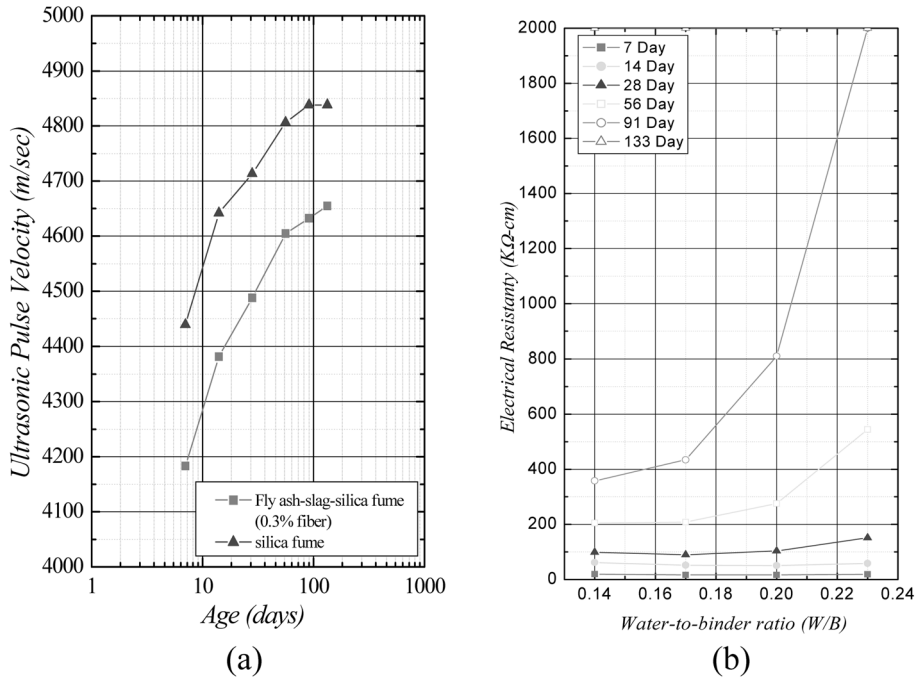 5000
4900
4800
4700
4600
4500
4400
4300
4200
4100
4000
Ultrasonic Pulse Velocity (m/sec)
Fly ash-slag-silica fume
(0.3% fiber)
silica fume
1 10 100 1000
Age (days)
(a)
2000
1800
1600
1400
1200
1000
800
600
400
200
0
Electrical Resistanty (KΩ-cm)
7 Day
14 Day
28 Day
56 Day
91 Day
133 Day
0.14 0.16 0.18 0.20 0.22 0.24
Water-to-binder ratio (W/B)
(b)